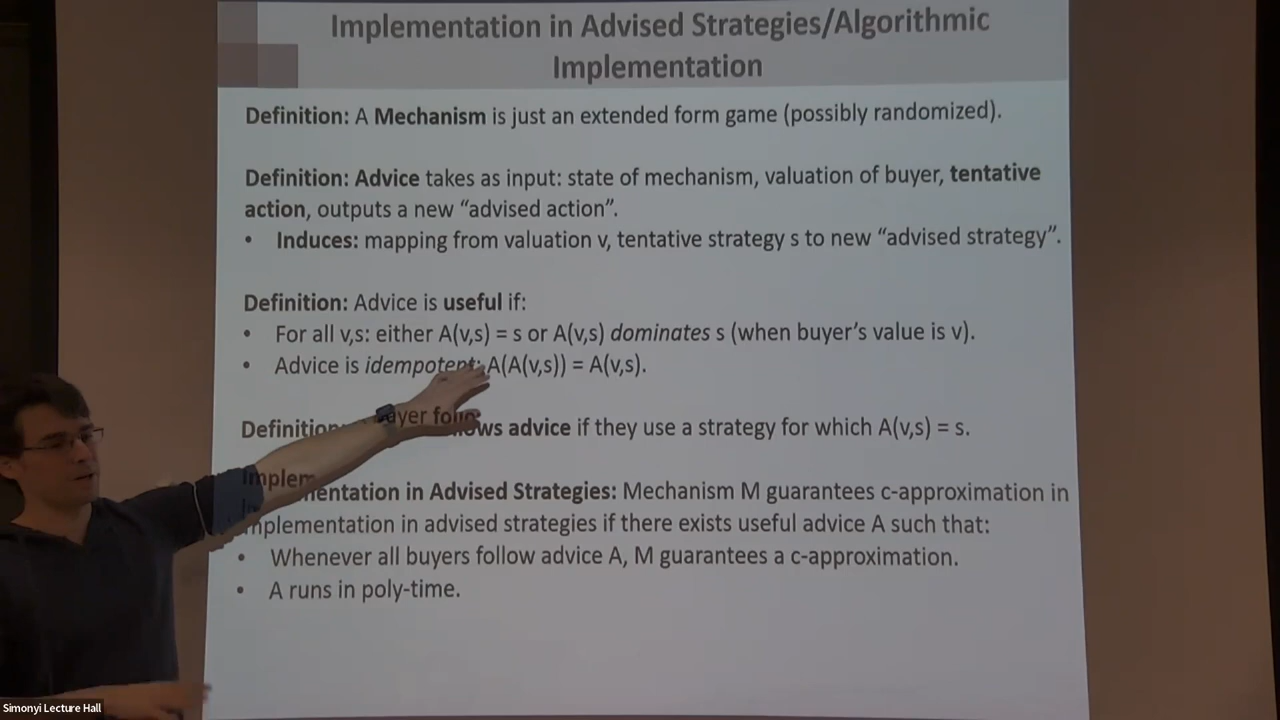 Implementation in Advised Strategies/Algorithmic
Implementation
Definition: A Mechanism is just an extended form game (possibly randomized).
Definition: Advice takes as input: state of mechanism, valuation of buyer, tentative
action, outputs a new “advised action”.
• Induces: mapping from valuation v, tentative strategy s to new “advised strategy”.
Definition: Advice is useful if:
• For all v,s: either A(v,s) = s or A(v,s) dominates s (when buyer’s value is v).
• Advice is idempotent: A(A(v,s)) = A(v,s).
Definition: buyer follows advice if they use a strategy for which A(v,s) = s.
Implementation in Advised Strategies: Mechanism M guarantees c-approximation in
implementation in advised strategies if there exists useful advice A such that:
• Whenever all buyers follow advice A, M guarantees a c-approximation.
• A runs in poly-time.
Simonyi Lecture Hall